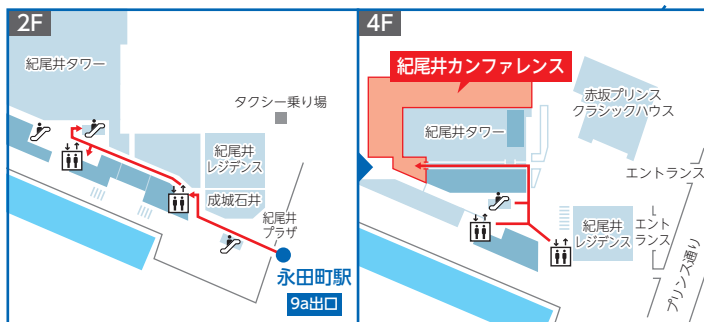 2F
紀尾井タワー
タクシー乗り場
紀尾井
レジデンス
成城石井
紀尾井
プラザ
永田町駅
9a出口
4F
紀尾井カンファレンス
赤坂プリンス
クラシックハウス
紀尾井タワー
エントランス
紀尾井
レジデンス
エント
ランス
プリンス通り